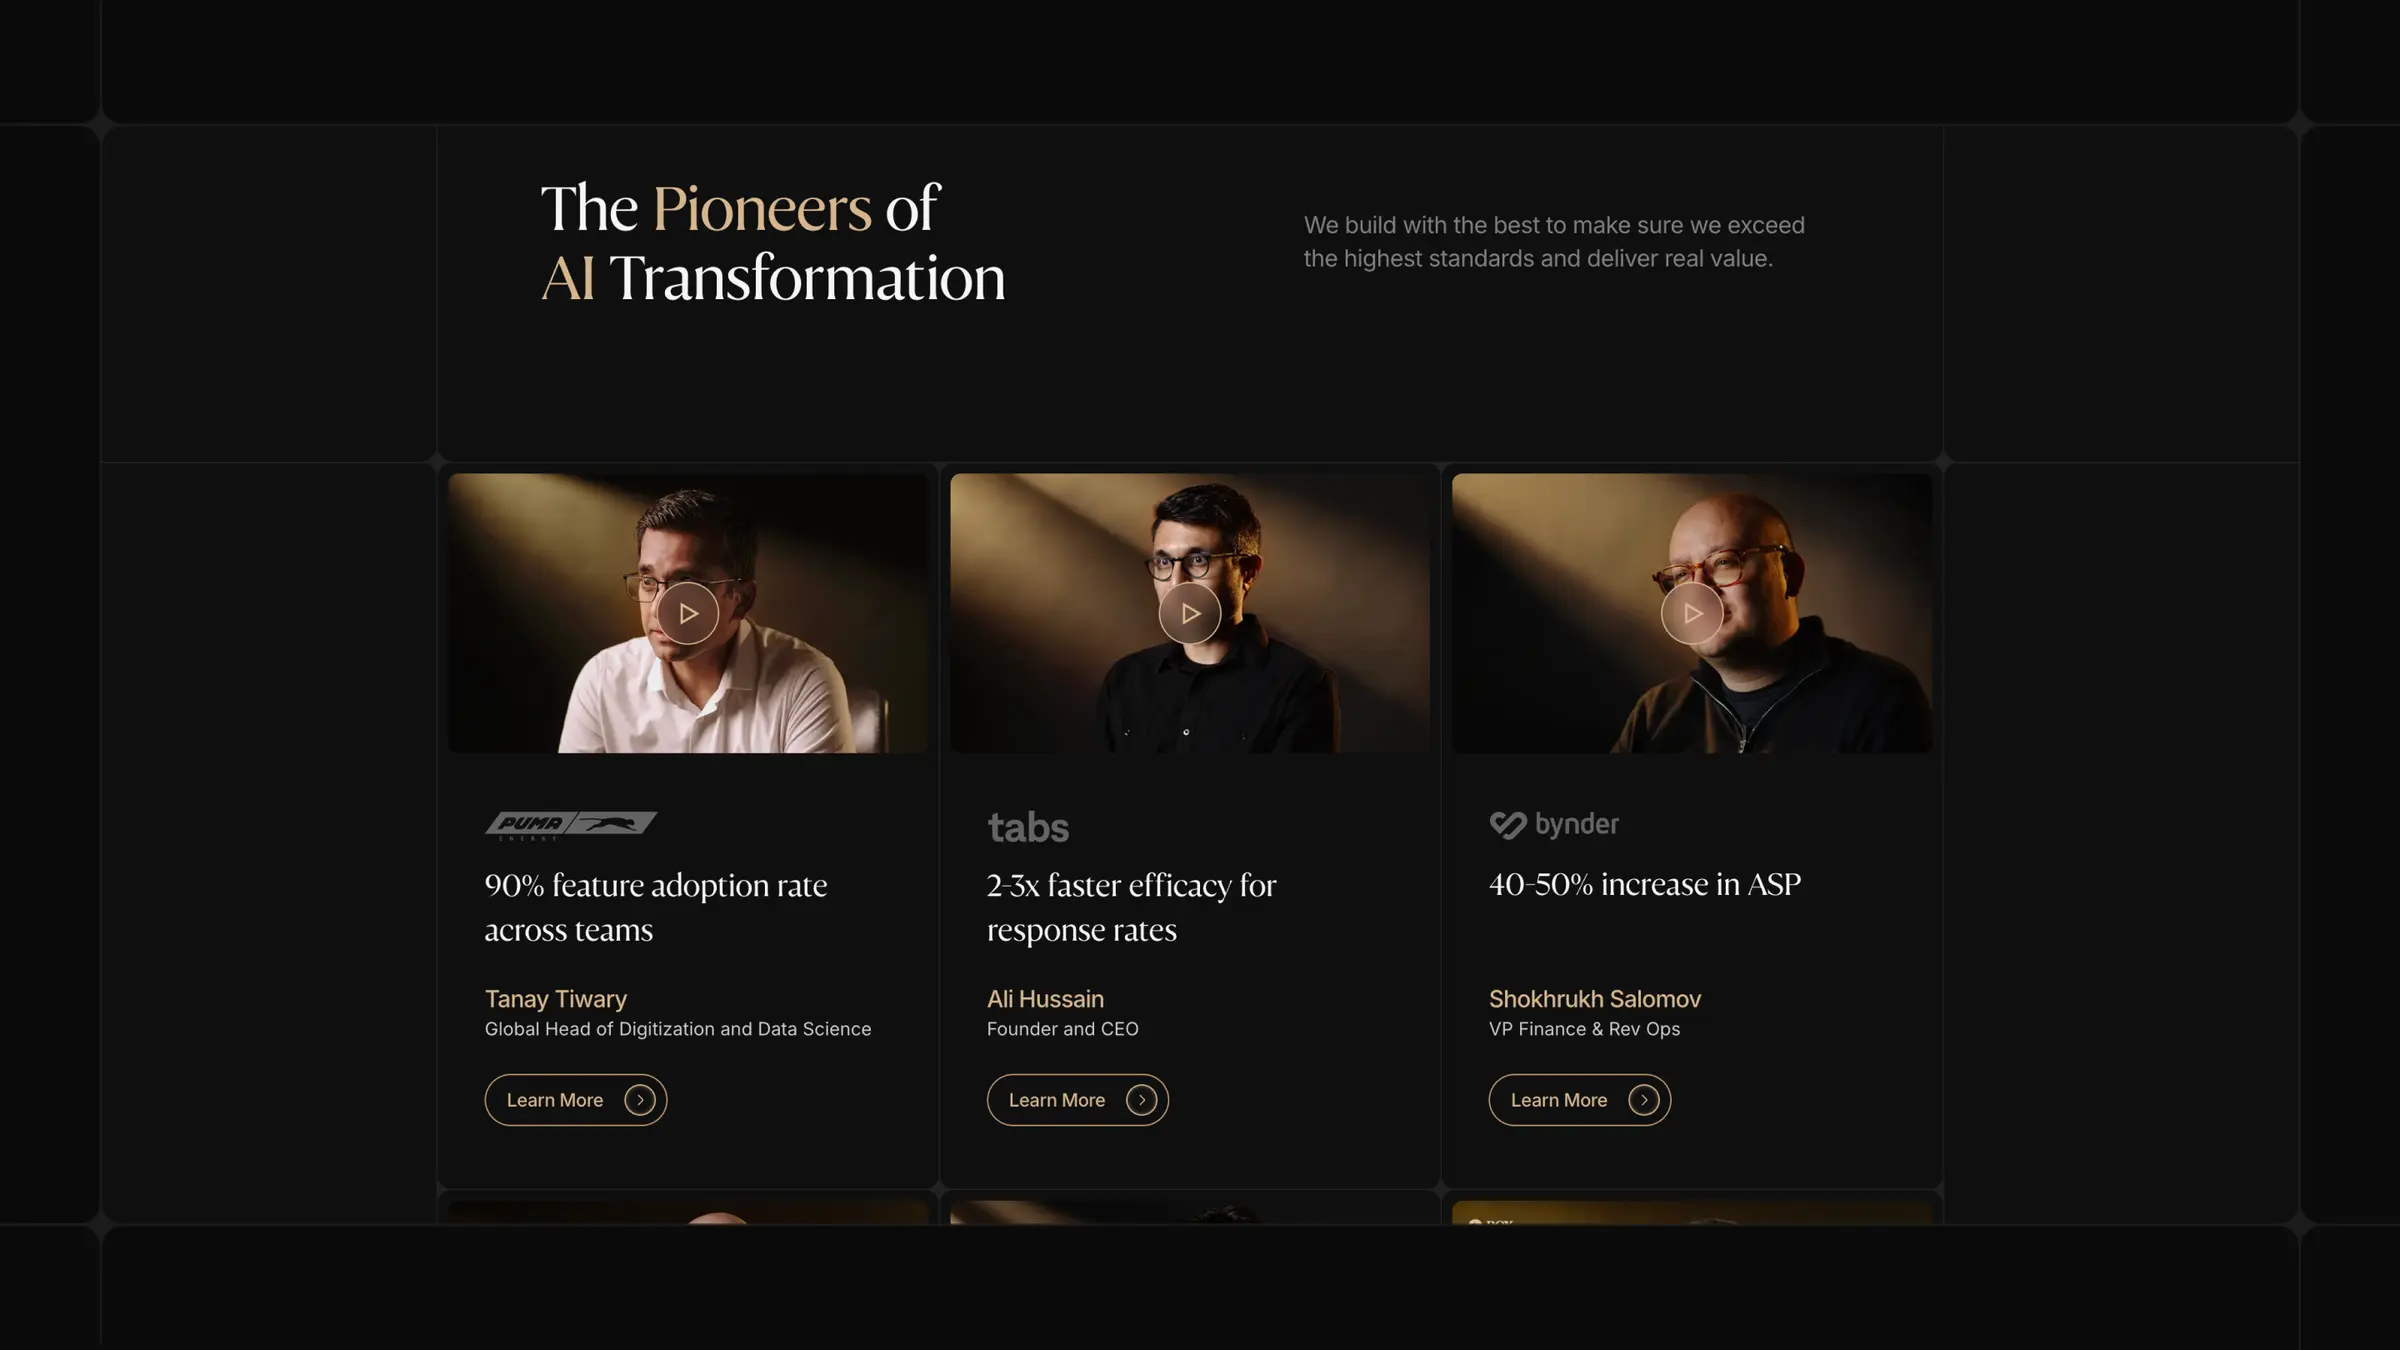 The Pioneers of
AI Transformation
We build with the best to make sure we exceed
the highest standards and deliver real value.
PUMA
ENERGY
90% feature adoption rate
across teams
Tanay Tiwary
Global Head of Digitization and Data Science
Learn More
tabs
2-3x faster efficacy for
response rates
Ali Hussain
Founder and CEO
Learn More
bynder
40-50% increase in ASP
Shokhrukh Salomov
VP Finance & Rev Ops
Learn More